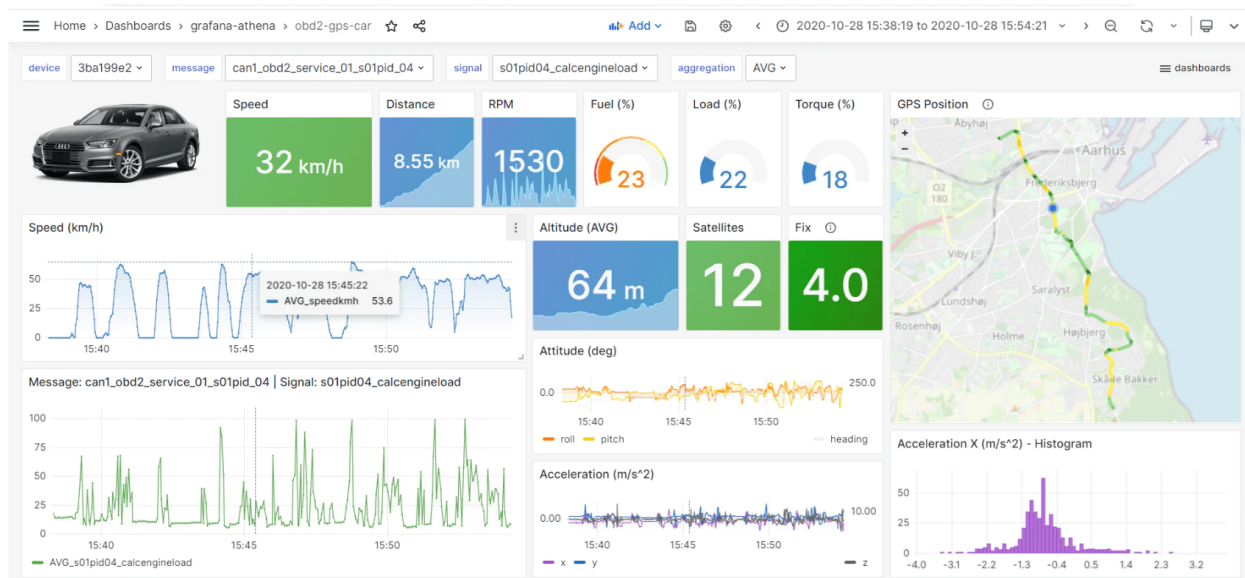 Home › Dashboards › grafana-athena › obd2-gps-car
Add
2020-10-28 15:38:19 to 2020-10-28 15:54:21
device 3ba199e2
message can1_obd2_service_01_s01pid_04
signal s01pid04_calcengineload
aggregation AVG
dashboards
Speed
32 km/h
Distance
8.55 km
RPM
1530
Fuel (%)
23
Load (%)
22
Torque (%)
18
Speed (km/h)
50
25
0
15:40 15:45 15:50
2020-10-28 15:45:22
AVG_speedkmh 53.6
Altitude (AVG)
64 m
Satellites
12
Fix
4.0
Message: can1_obd2_service_01_s01pid_04 | Signal: s01pid04_calcengineload
100
75
50
25
0
15:40 15:45 15:50
AVG_s01pid04_calcengineload
Attitude (deg)
0.0
250.0
15:40 15:45 15:50
roll pitch heading
Acceleration (m/s^2)
0.00
10.00
15:40 15:45 15:50
x y z
GPS Position
+
−
Åbyhøj
Aarhus
Frederiksbjerg
O2
180
Viby J
Saralyst
Lundshøj
Rosenhøj
Holme
Højbjerg
Skåde Bakker
Acceleration X (m/s^2) - Histogram
50
25
0
-4.0 -3.1 -2.2 -1.3 -0.4 0.5 1.4 2.3 3.2